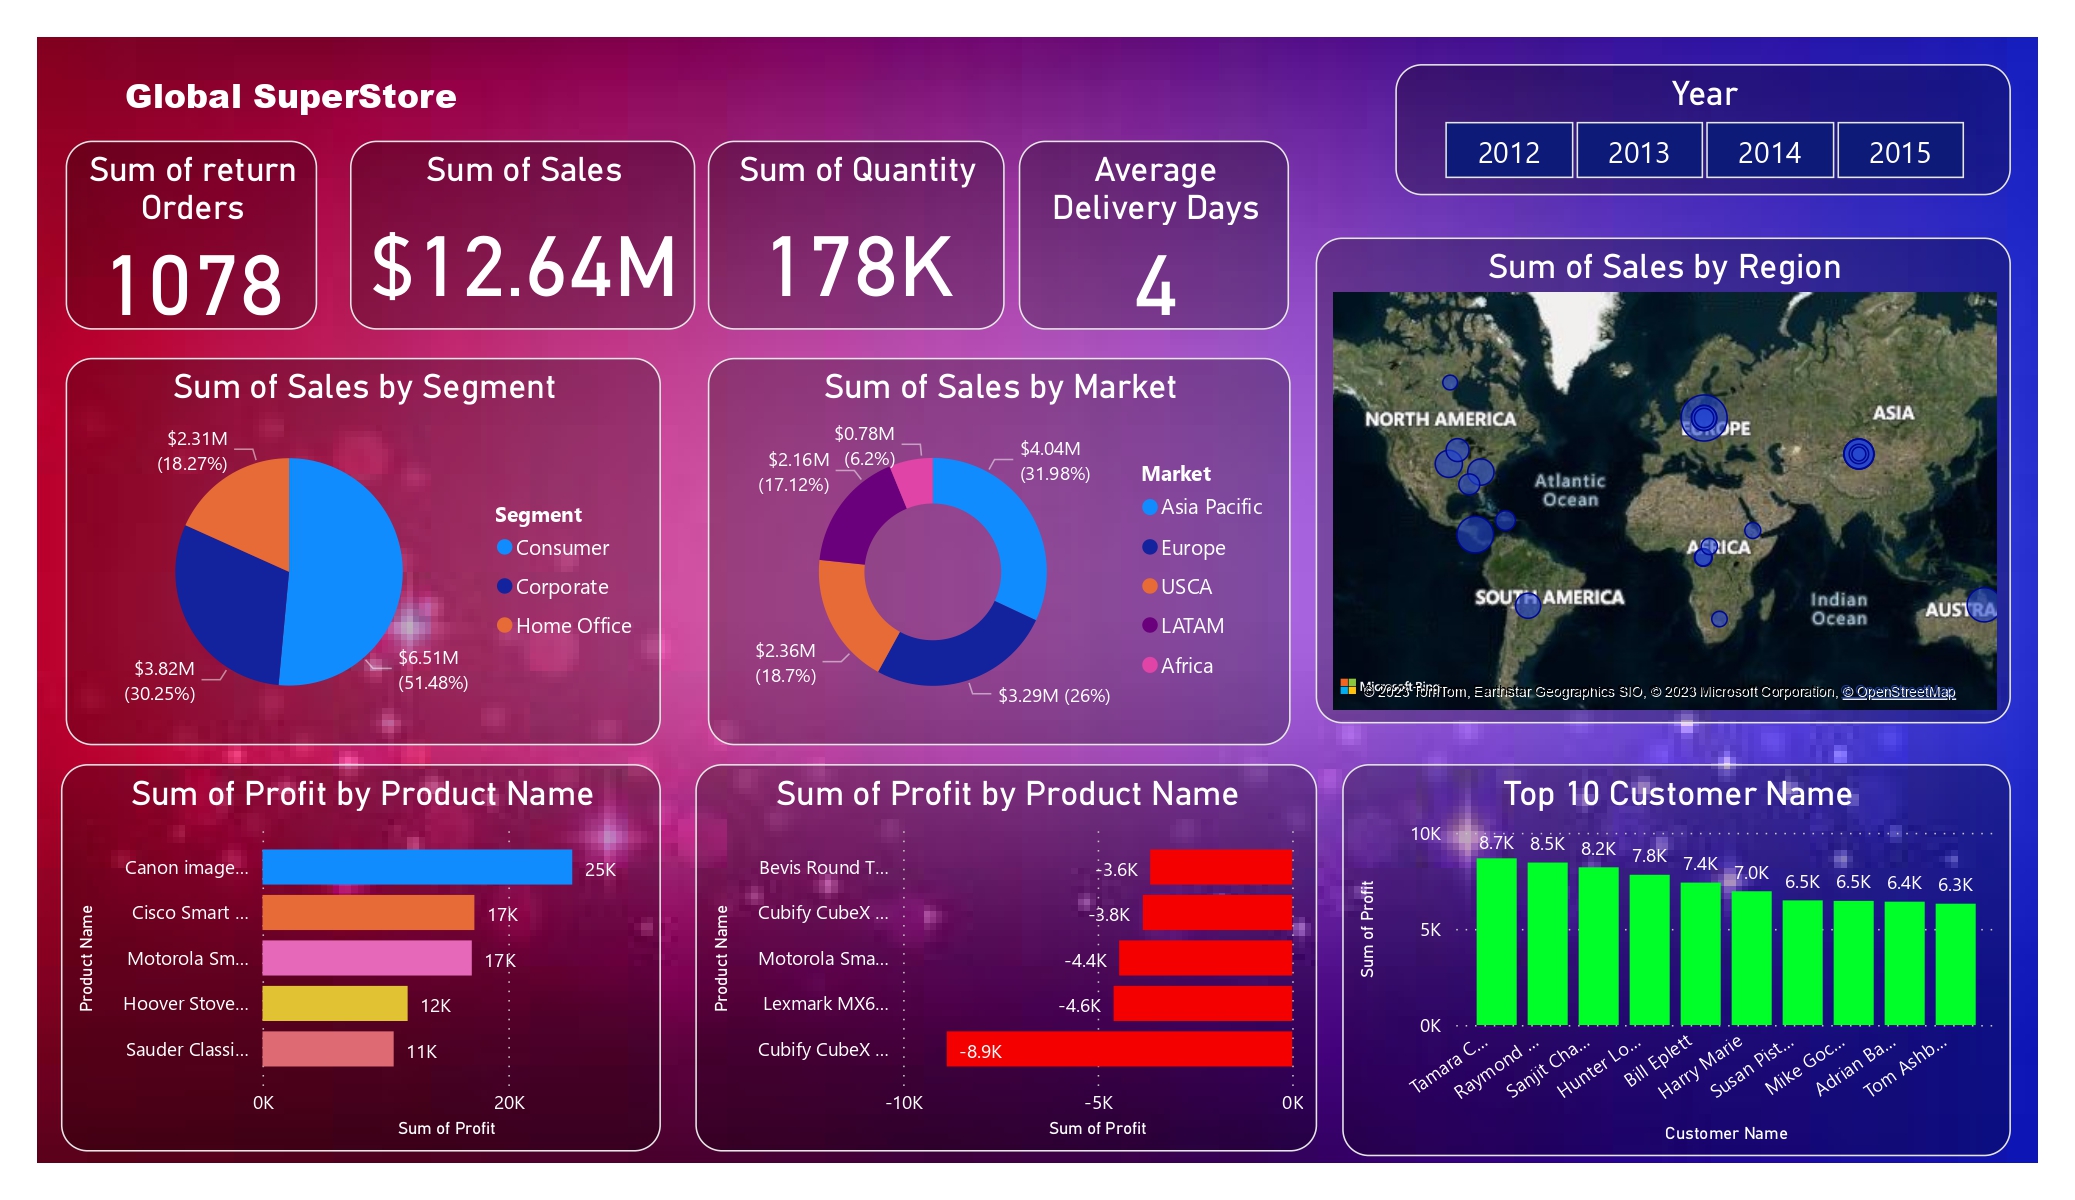 Global SuperStore
Year
2012 2013 2014 2015
Sum of return
Orders
1078
Sum of Sales
$12.64M
Sum of Quantity
178K
Average
Delivery Days
4
Sum of Sales by Segment
$2.31M
(18.27%)
$3.82M
(30.25%)
$6.51M
(51.48%)
Segment
Consumer
Corporate
Home Office
Sum of Sales by Market
$0.78M
(6.2%)
$2.16M
(17.12%)
$4.04M
(31.98%)
$2.36M
(18.7%)
$3.29M (26%)
Market
Asia Pacific
Europe
USCA
LATAM
Africa
Sum of Sales by Region
NORTH AMERICA
EUROPE
ASIA
Atlantic
Ocean
AFRICA
SOUTH AMERICA
Indian
Ocean
AUSTRA
Microsoft Bing
© 2023 TomTom, Earthstar Geographics SIO, © 2023 Microsoft Corporation, © OpenStreetMap
Sum of Profit by Product Name
Product Name
Canon image... 25K
Cisco Smart ... 17K
Motorola Sm... 17K
Hoover Stove... 12K
Sauder Classi... 11K
0K 20K
Sum of Profit
Sum of Profit by Product Name
Product Name
Bevis Round T... -3.6K
Cubify CubeX ... -3.8K
Motorola Sma... -4.4K
Lexmark MX6... -4.6K
Cubify CubeX ... -8.9K
-10K -5K 0K
Sum of Profit
Top 10 Customer Name
Sum of Profit
10K
5K
0K
8.7K 8.5K 8.2K 7.8K 7.4K 7.0K 6.5K 6.5K 6.4K 6.3K
Tamara C...
Raymond ...
Sanjit Cha...
Hunter Lo...
Bill Eplett
Harry Marie
Susan Pist...
Mike Goc...
Adrian Ba...
Tom Ashb...
Customer Name